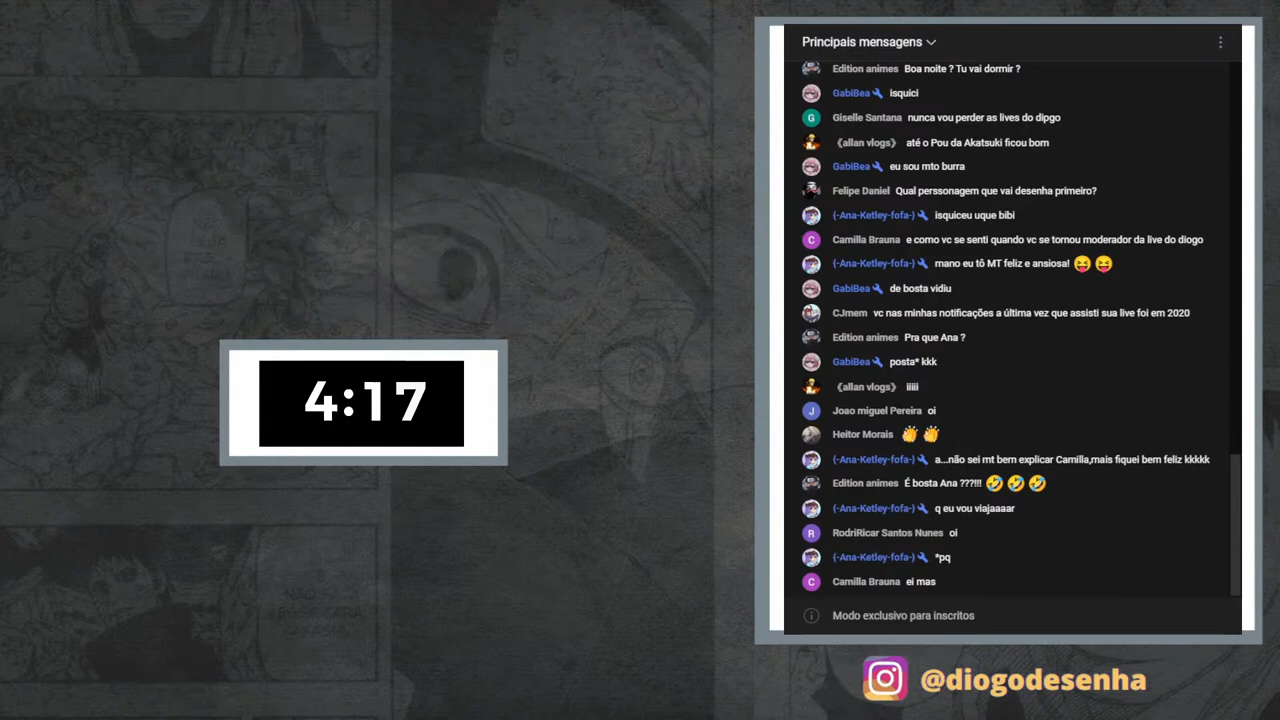 Principais mensagens
Edition animes Boa noite ? Tu vai dormir ?
GabiBea isquici
G Giselle Santana nunca vou perder as lives do dipgo
《allan vlogs》 até o Pou da Akatsuki ficou bom
GabiBea eu sou mto burra
Felipe Daniel Qual perssonagem que vai desenha primeiro?
(-Ana-Ketley-fofa-) isquiceu uque bibi
C Camilla Brauna e como vc se senti quando vc se tornou moderador da live do diogo
(-Ana-Ketley-fofa-) mano eu tô MT feliz e ansiosa! 😝 😝
GabiBea de bosta vidiu
CJmem vc nas minhas notificações a última vez que assisti sua live foi em 2020
Edition animes Pra que Ana ?
GabiBea posta* kkk
《allan vlogs》 iiiii
J Joao miguel Pereira oi
Heitor Morais 👏 👏
(-Ana-Ketley-fofa-) a...não sei mt bem explicar Camilla,mais fiquei bem feliz kkkkk
Edition animes É bosta Ana ???!!! 🤣 🤣 🤣
(-Ana-Ketley-fofa-) q eu vou viajaaaar
R RodriRicar Santos Nunes oi
(-Ana-Ketley-fofa-) *pq
C Camilla Brauna ei mas
Modo exclusivo para inscritos
4:17
@diogodesenha